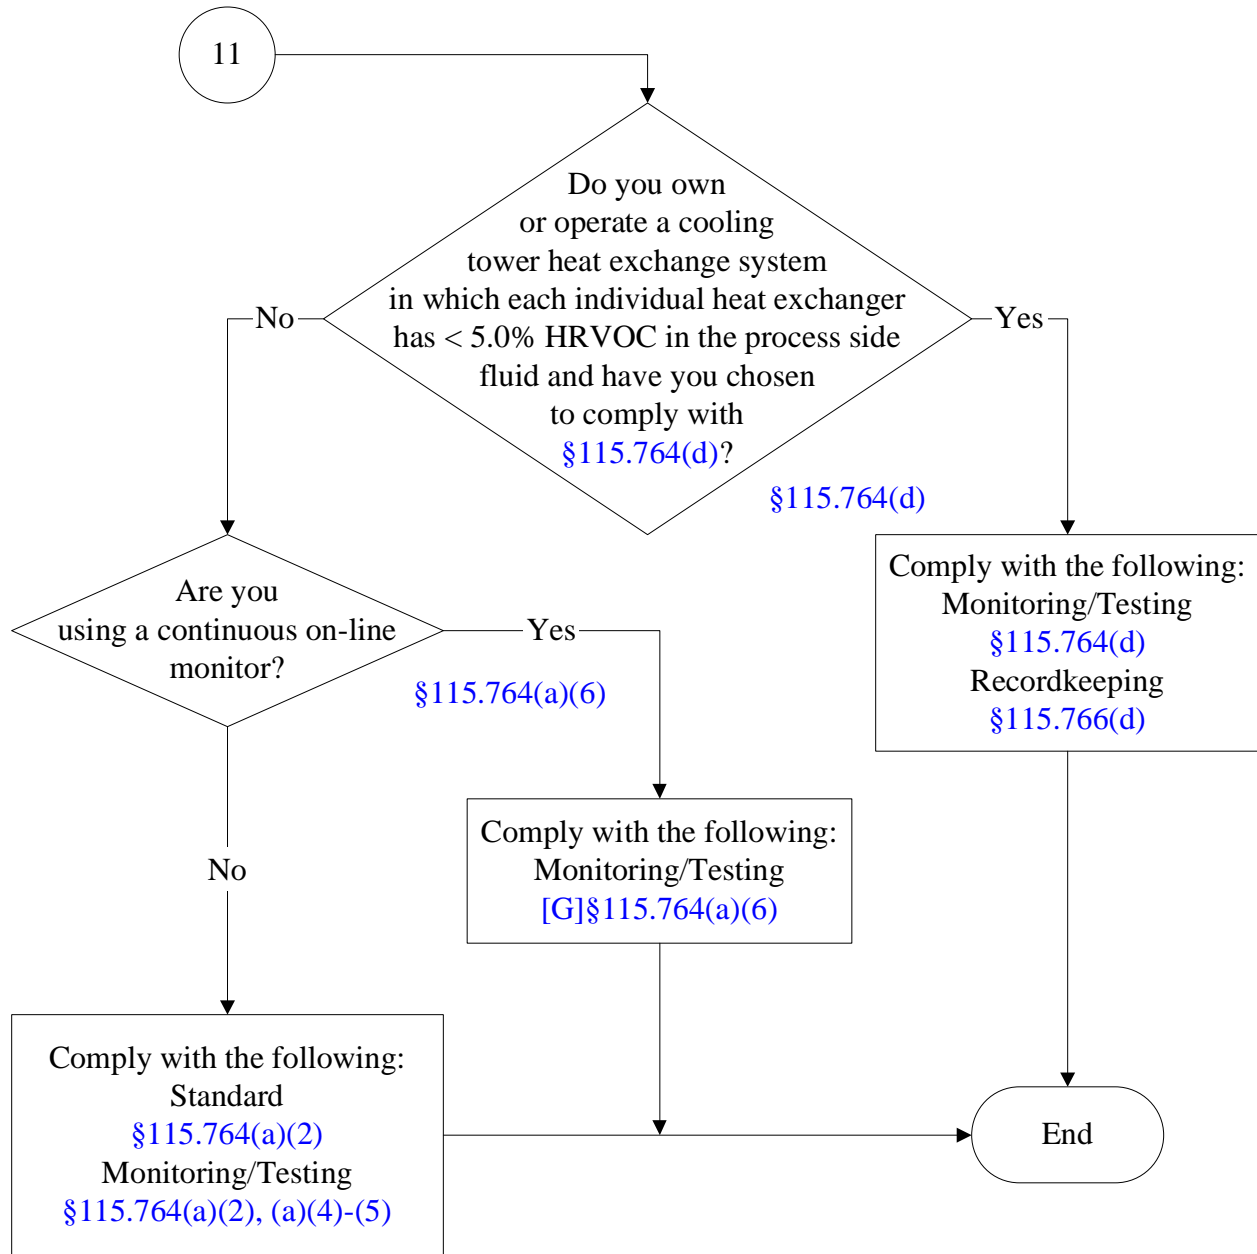 11
Do you own
or operate a cooling
tower heat exchange system
in which each individual heat exchanger
has < 5.0% HRVOC in the process side
fluid and have you chosen
to comply with
§115.764(d)?
No
Yes
§115.764(d)
Are you
using a continuous on-line
monitor?
Yes
§115.764(a)(6)
Comply with the following:
Monitoring/Testing
§115.764(d)
Recordkeeping
§115.766(d)
No
Comply with the following:
Monitoring/Testing
[G]§115.764(a)(6)
Comply with the following:
Standard
§115.764(a)(2)
Monitoring/Testing
§115.764(a)(2), (a)(4)-(5)
End